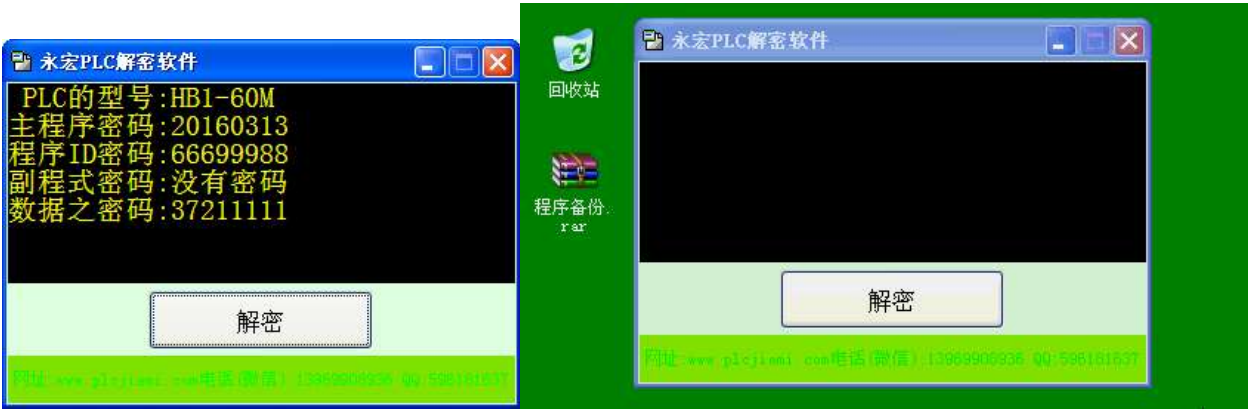 永宏PLC解密软件
PLC的型号:HB1-60M
主程序密码:20160313
程序ID密码:66699988
副程式密码:没有密码
数据之密码:37211111
解密
网址:www.plcjiemi.com电话(微信):13969906936 QQ:596161637
回收站
程序备份.
rar
永宏PLC解密软件
解密
网址:www.plcjiemi.com电话(微信):13969906936 QQ:596161637